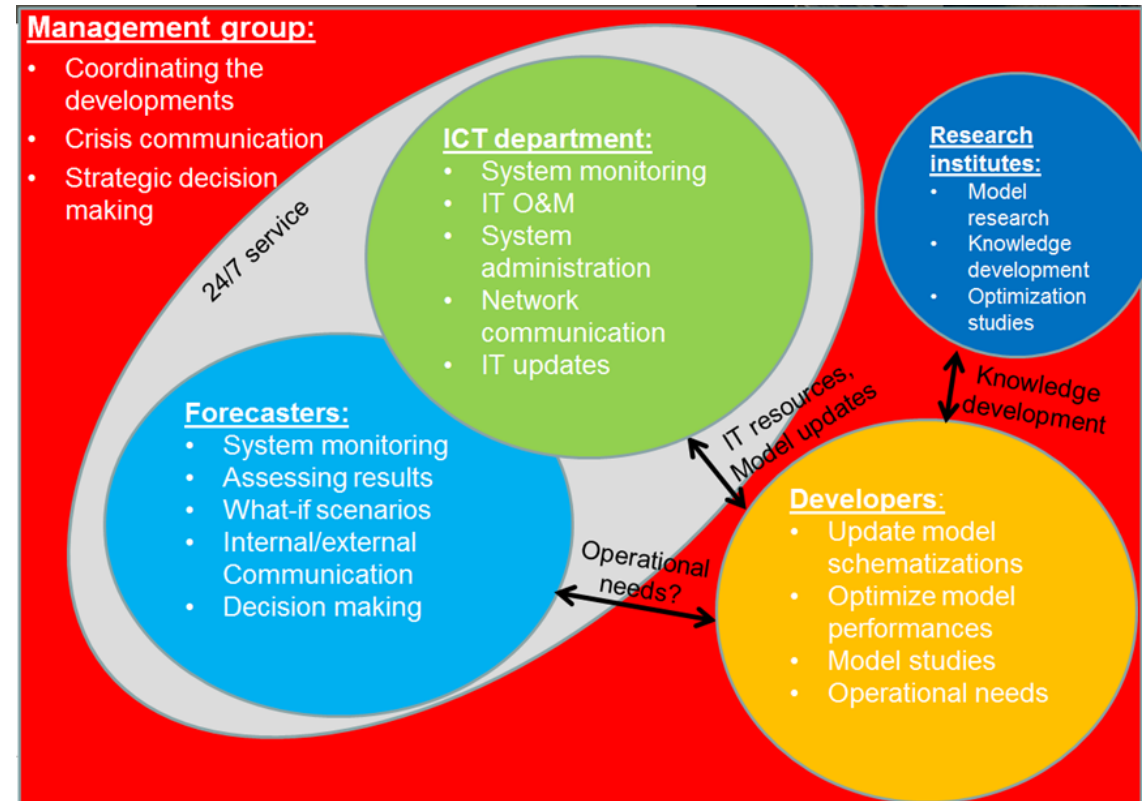 Management group:
• Coordinating the
developments
• Crisis communication
• Strategic decision
making
24/7 service
ICT department:
• System monitoring
• IT O&M
• System
administration
• Network
communication
• IT updates
Research
institutes:
• Model
research
• Knowledge
development
• Optimization
studies
Knowledge
development
IT resources,
Model updates
Forecasters:
• System monitoring
• Assessing results
• What-if scenarios
• Internal/external
Communication
• Decision making
Operational
needs?
Developers:
• Update model
schematizations
• Optimize model
performances
• Model studies
• Operational needs